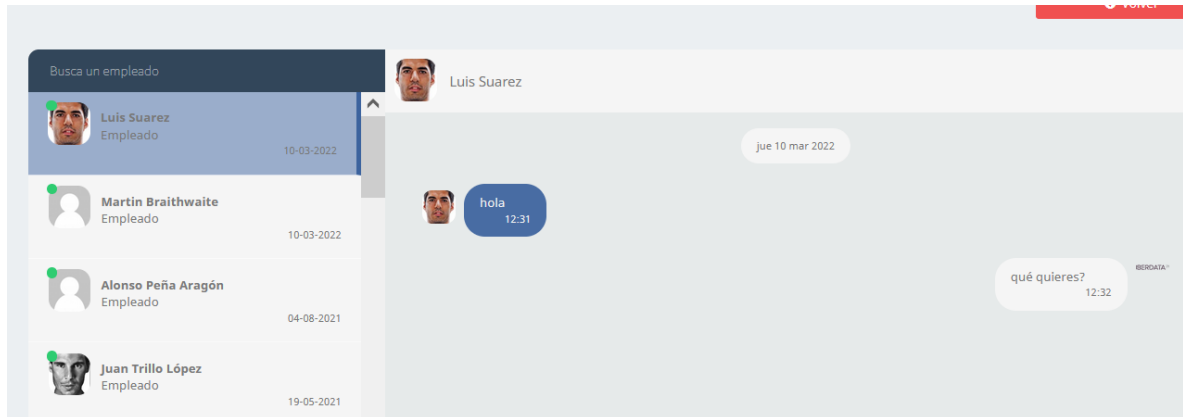 Volver
Busca un empleado
Luis Suarez
Empleado
10-03-2022
Martin Braithwaite
Empleado
10-03-2022
Alonso Peña Aragón
Empleado
04-08-2021
Juan Trillo López
Empleado
19-05-2021
Luis Suarez
jue 10 mar 2022
hola
12:31
qué quieres?
12:32
IBERDATA